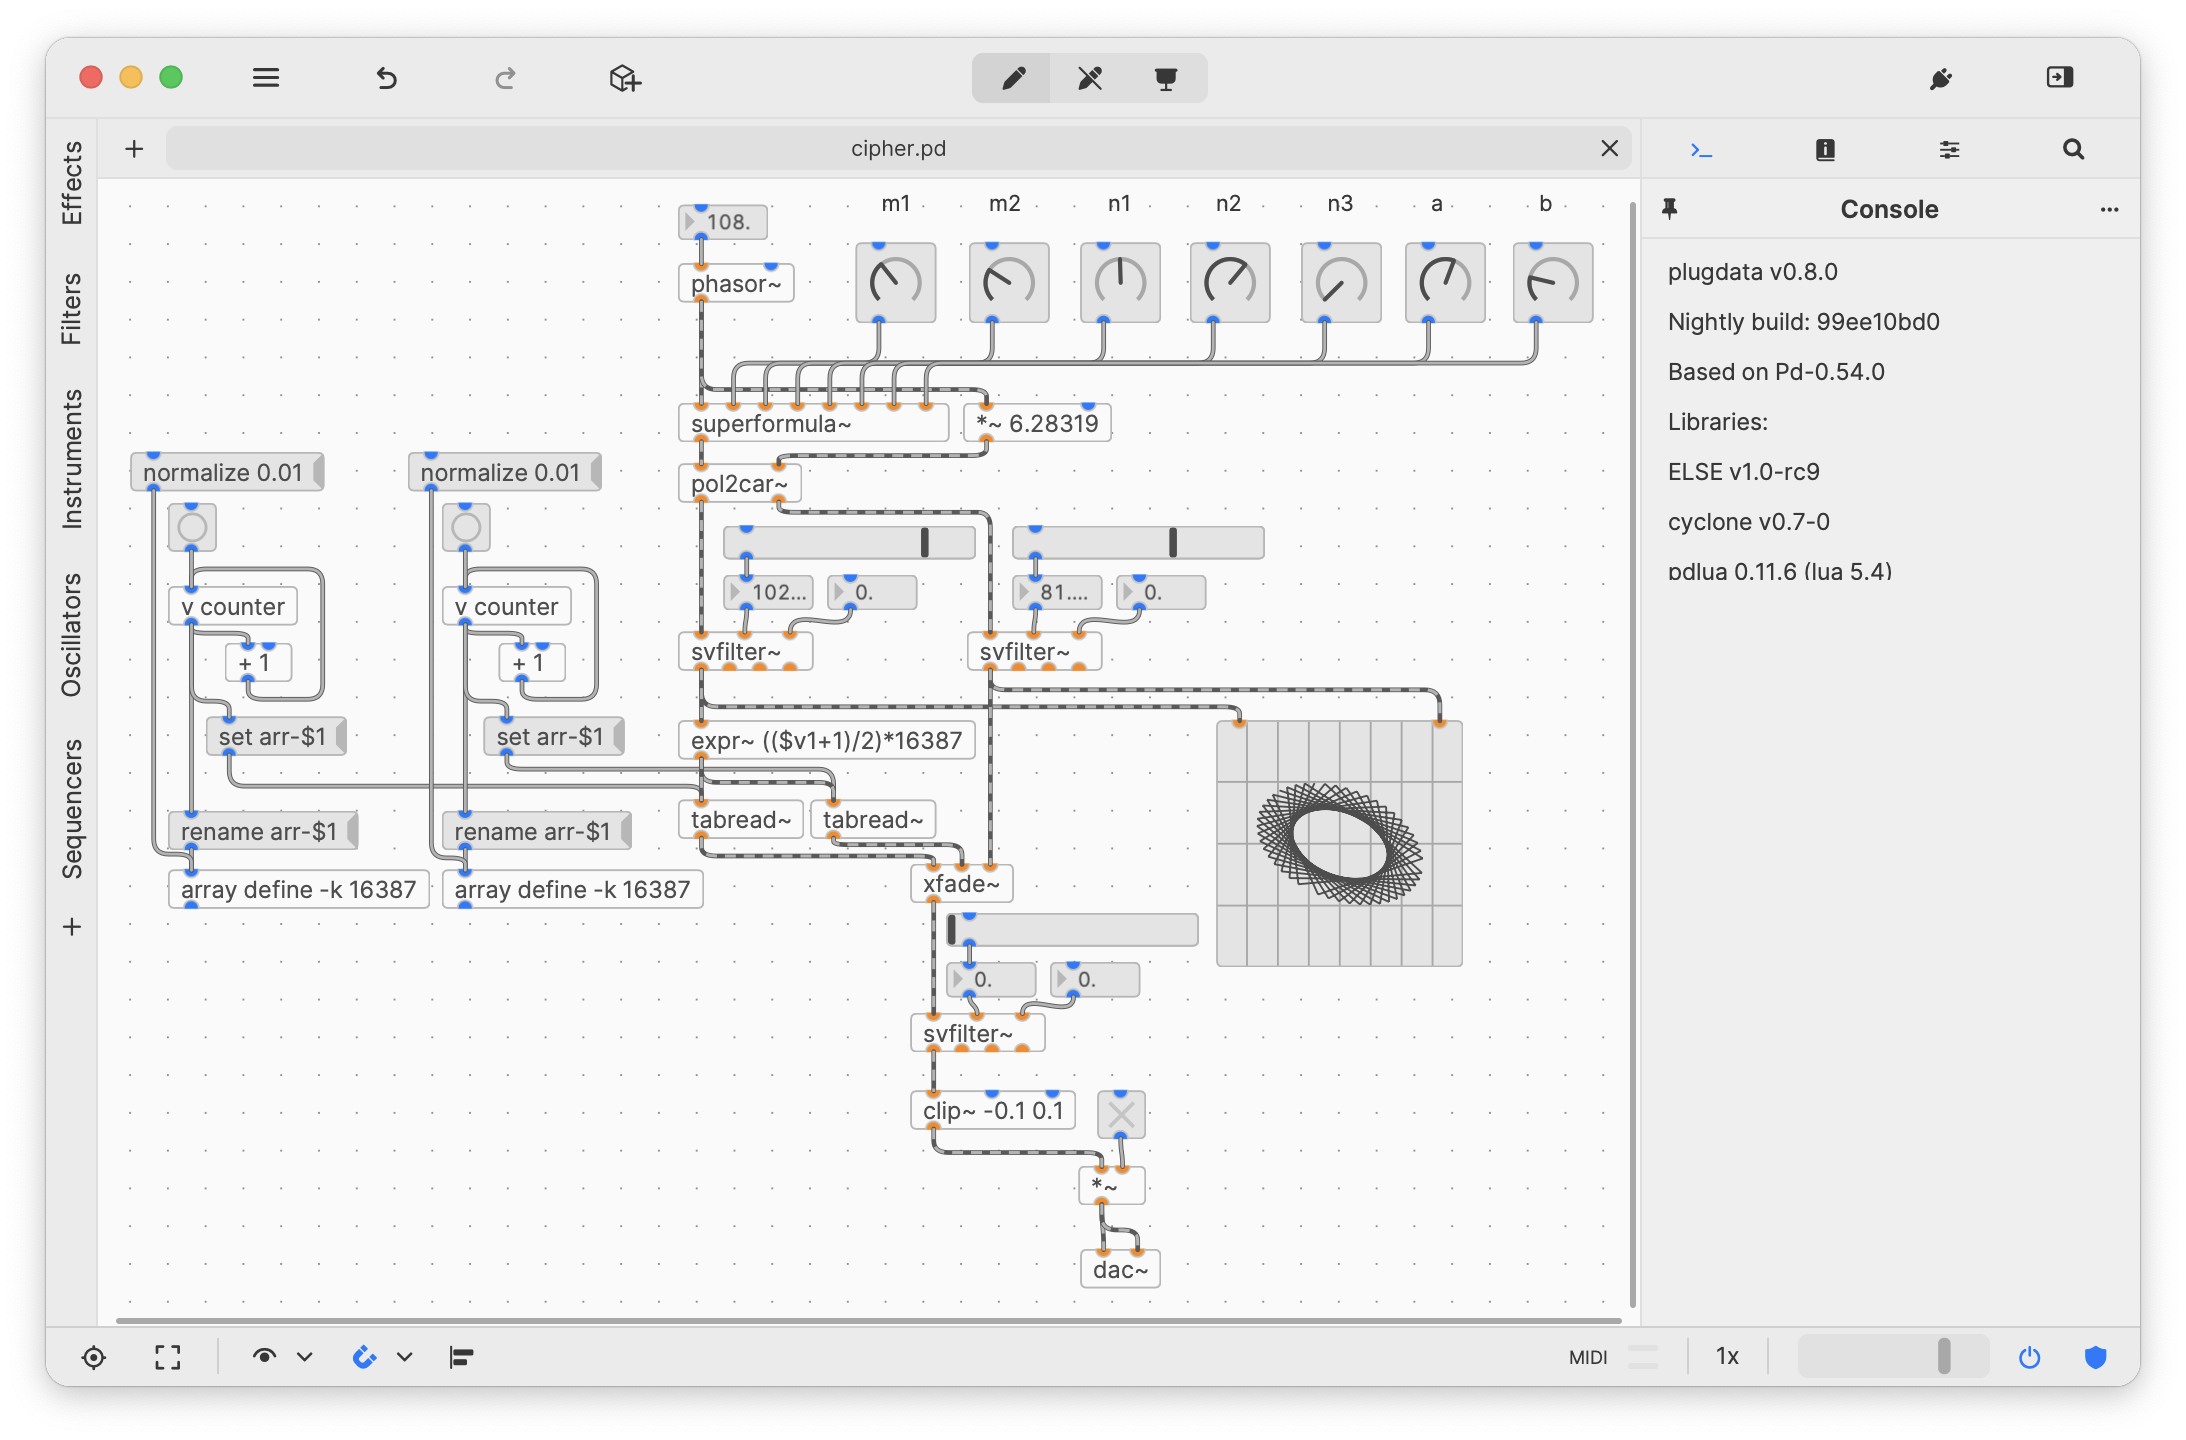 cipher.pd
Effects
Filters
Instruments
Oscillators
Sequencers
+
m1 m2 n1 n2 n3 a b
108.
phasor~
superformula~ *~ 6.28319
normalize 0.01 normalize 0.01 pol2car~
102... 0. 81.... 0.
v counter v counter
+ 1 + 1 svfilter~ svfilter~
set arr-$1 set arr-$1 expr~ (($v1+1)/2)*16387
rename arr-$1 rename arr-$1 tabread~ tabread~
array define -k 16387 array define -k 16387 xfade~
0. 0.
svfilter~
clip~ -0.1 0.1
*~
dac~
Console
plugdata v0.8.0
Nightly build: 99ee10bd0
Based on Pd-0.54.0
Libraries:
ELSE v1.0-rc9
cyclone v0.7-0
pdlua 0.11.6 (lua 5.4)
MIDI 1x